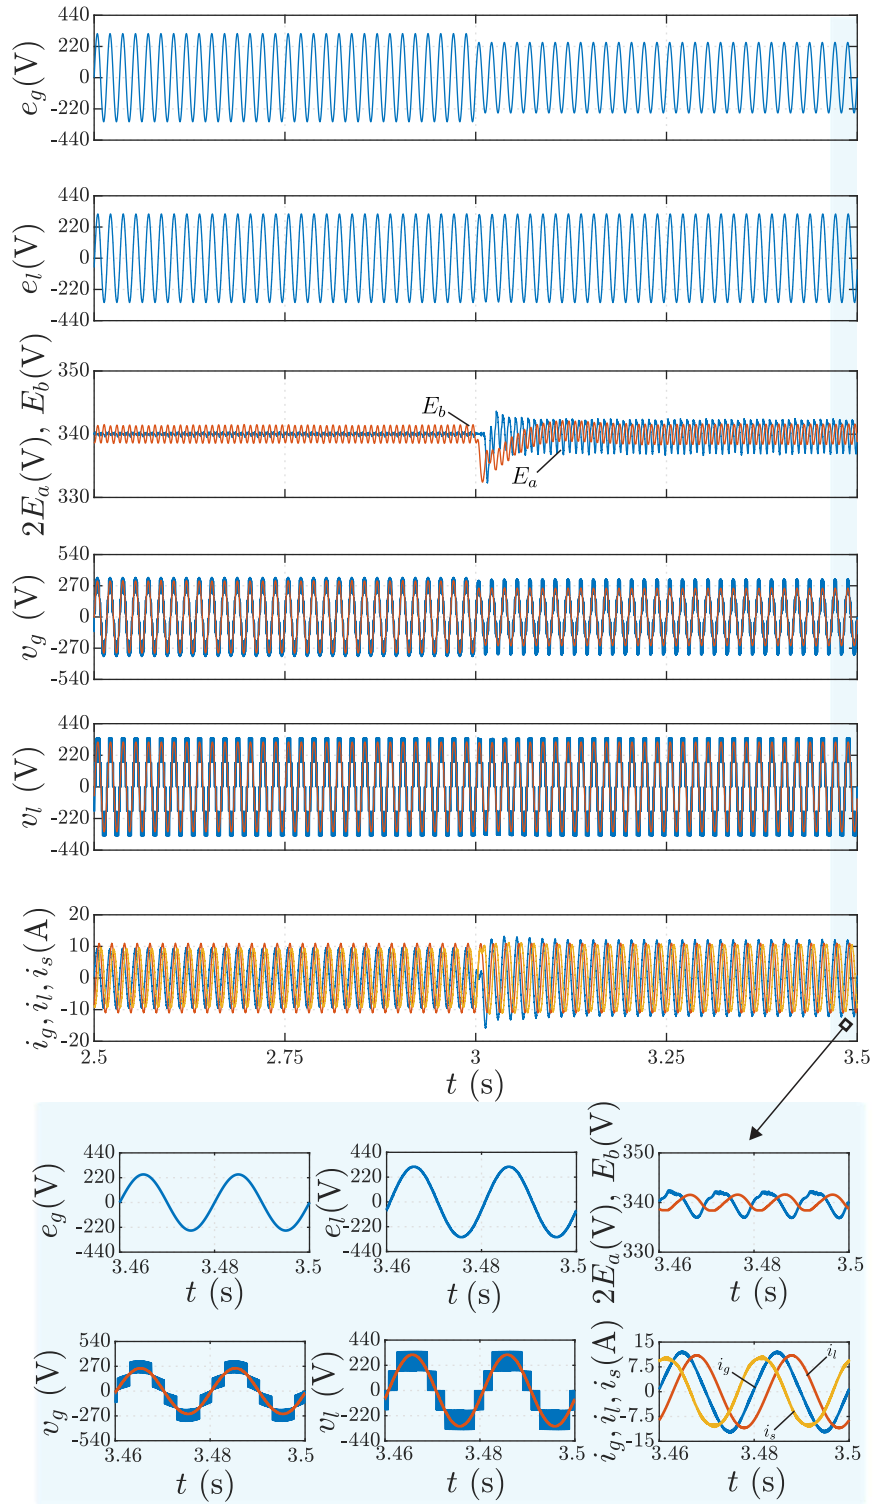 440
220
0
-220
-440
e_g(V)
440
220
0
-220
-440
e_l(V)
350
340
330
2E_a(V), E_b(V)
E_b
E_a
540
270
0
-270
-540
v_g (V)
440
220
0
-220
-440
v_l (V)
20
10
0
-10
-20
i_g, i_l, i_s(A)
2.5 2.75 3 3.25 3.5
t (s)
440
220
0
-220
-440
e_g(V)
3.46 3.48 3.5
t (s)
440
220
0
-220
-440
e_l(V)
3.46 3.48 3.5
t (s)
350
340
330
2E_a(V), E_b(V)
3.46 3.48 3.5
t (s)
540
270
0
-270
-540
v_g (V)
3.46 3.48 3.5
t (s)
440
220
0
-220
-440
v_l (V)
3.46 3.48 3.5
t (s)
15
7.5
0
-7.5
-15
i_g, i_l, i_s(A)
i_g
i_l
i_s
3.46 3.48 3.5
t (s)